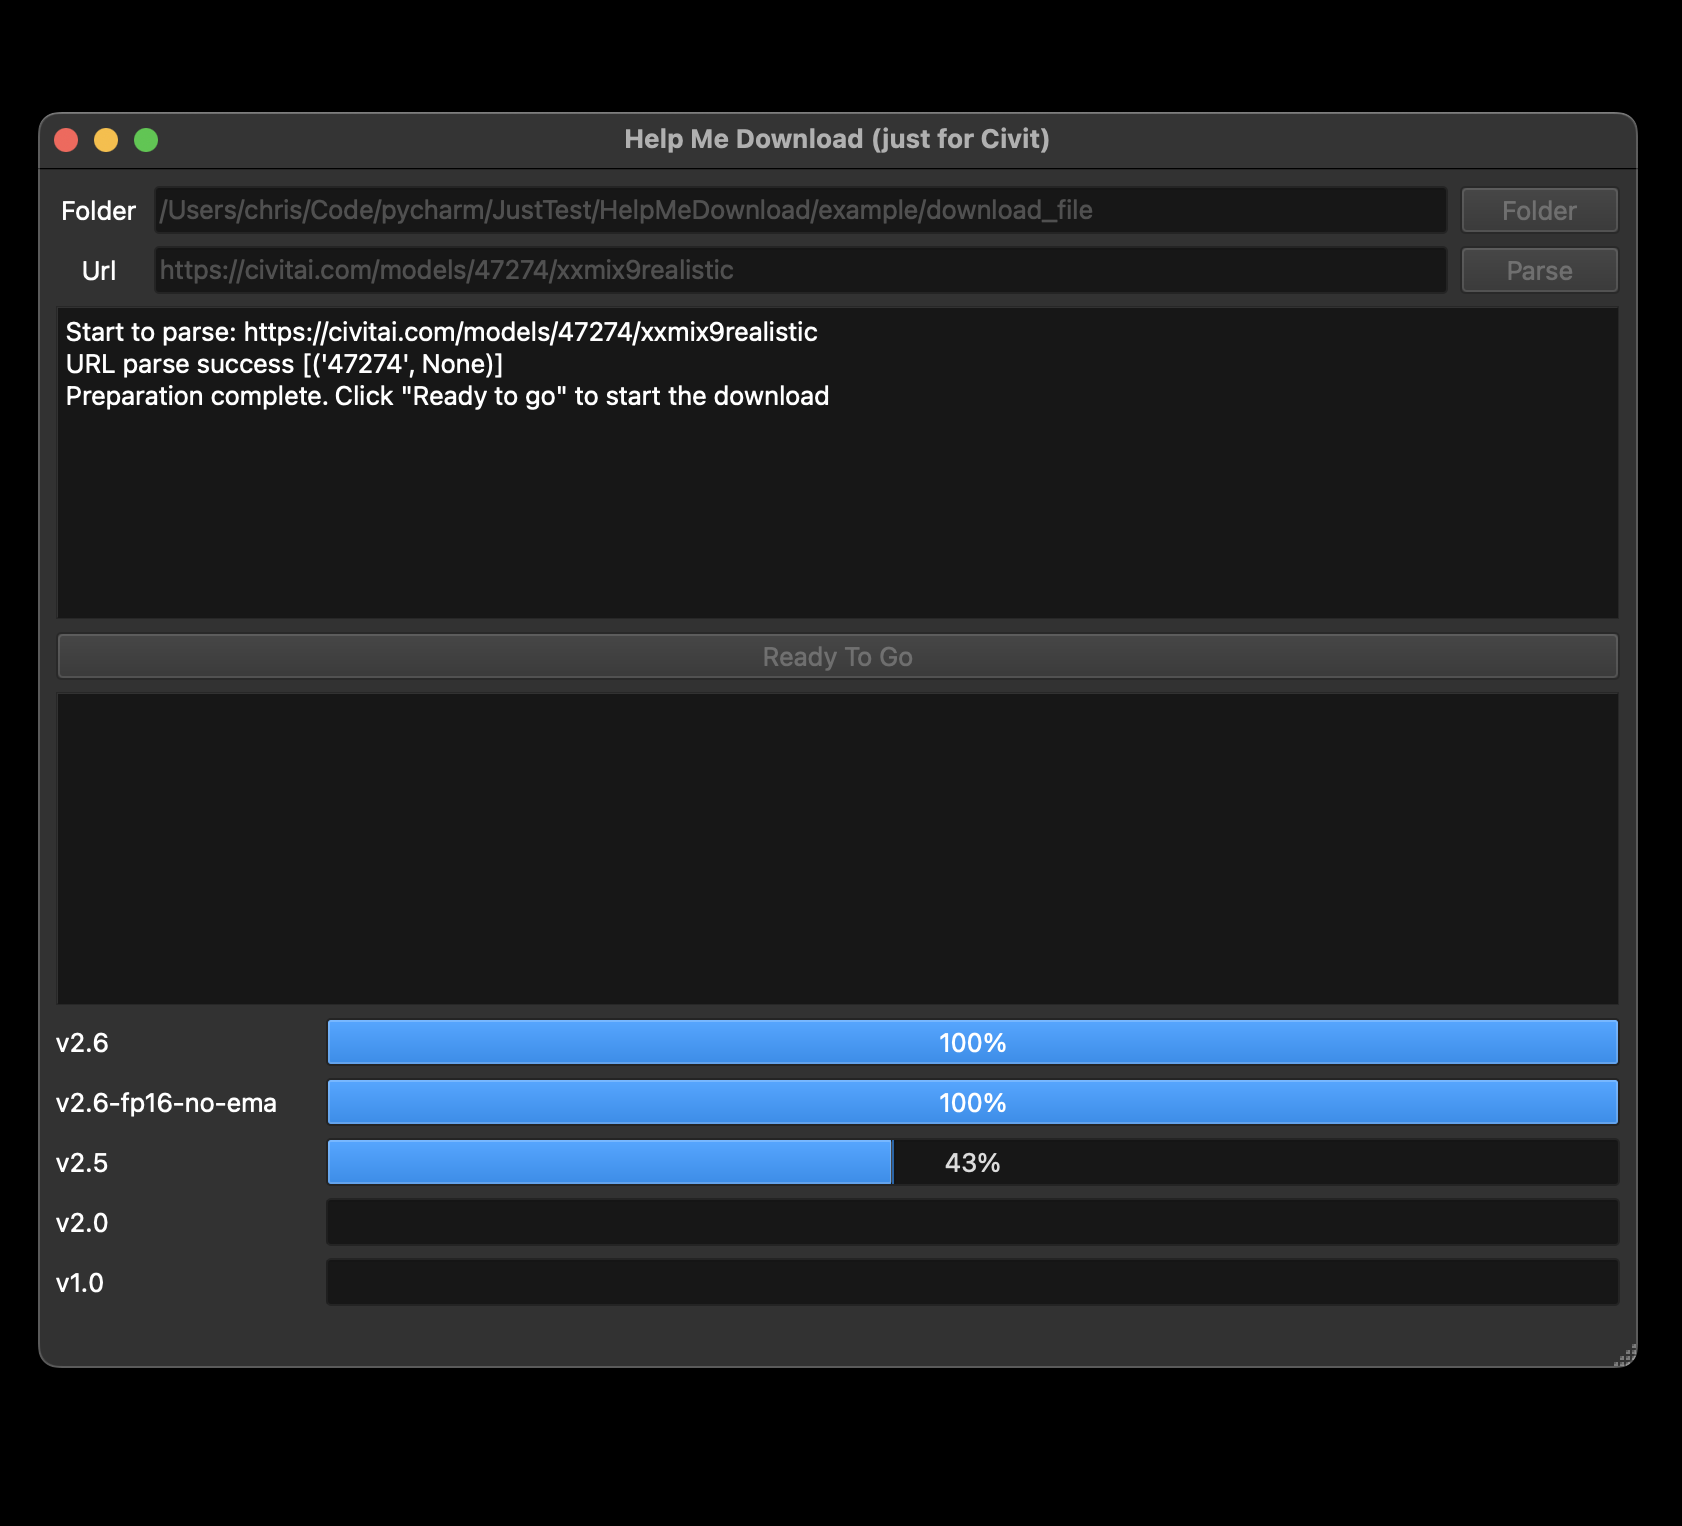 Help Me Download (just for Civit)
Folder /Users/chris/Code/pycharm/JustTest/HelpMeDownload/example/download_file Folder
Url https://civitai.com/models/47274/xxmix9realistic Parse
Start to parse: https://civitai.com/models/47274/xxmix9realistic
URL parse success [('47274', None)]
Preparation complete. Click "Ready to go" to start the download
Ready To Go
v2.6 100%
v2.6-fp16-no-ema 100%
v2.5 43%
v2.0
v1.0